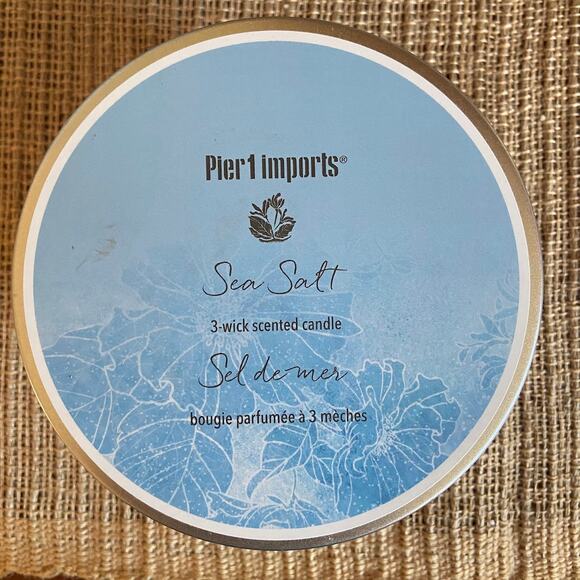 Pier1 imports®
Sea Salt
3-wick scented candle
Sel de mer
bougie parfumée à 3 mèches